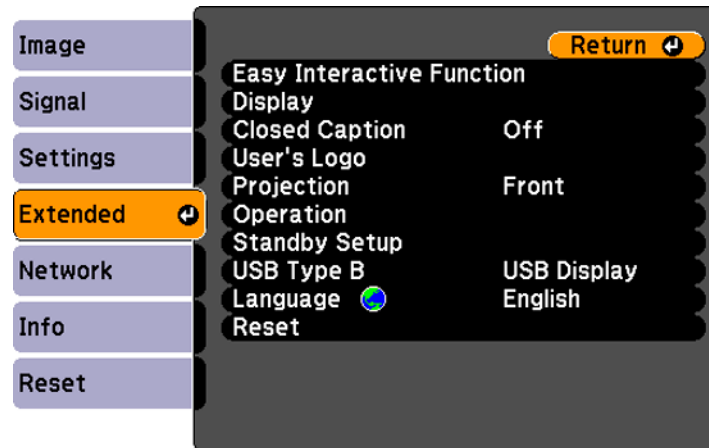 Image
Signal
Settings
Extended
Network
Info
Reset
Return
Easy Interactive Function
Display
Closed Caption Off
User's Logo
Projection Front
Operation
Standby Setup
USB Type B USB Display
Language English
Reset